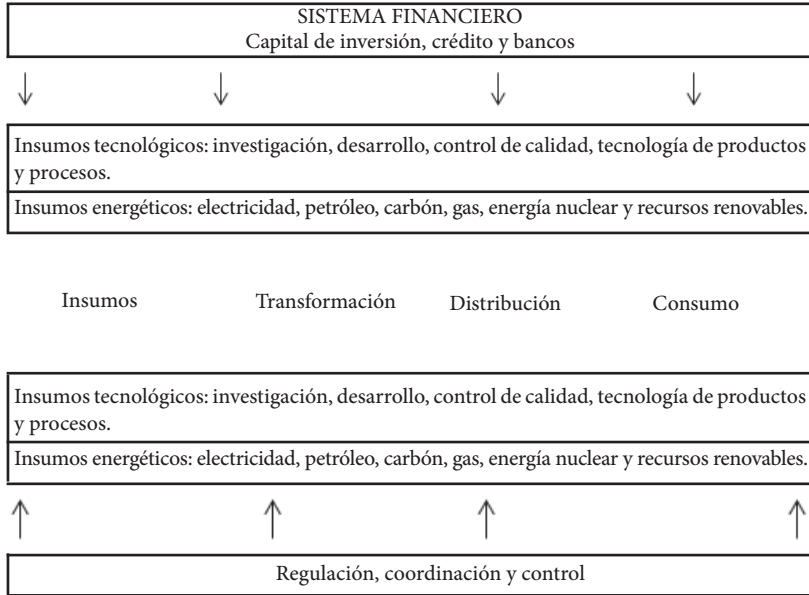 SISTEMA FINANCIERO
Capital de inversión, crédito y bancos
Insumos tecnológicos: investigación, desarrollo, control de calidad, tecnología de productos
y procesos.
Insumos energéticos: electricidad, petróleo, carbón, gas, energía nuclear y recursos renovables.
Insumos Transformación Distribución Consumo
Insumos tecnológicos: investigación, desarrollo, control de calidad, tecnología de productos
y procesos.
Insumos energéticos: electricidad, petróleo, carbón, gas, energía nuclear y recursos renovables.
Regulación, coordinación y control